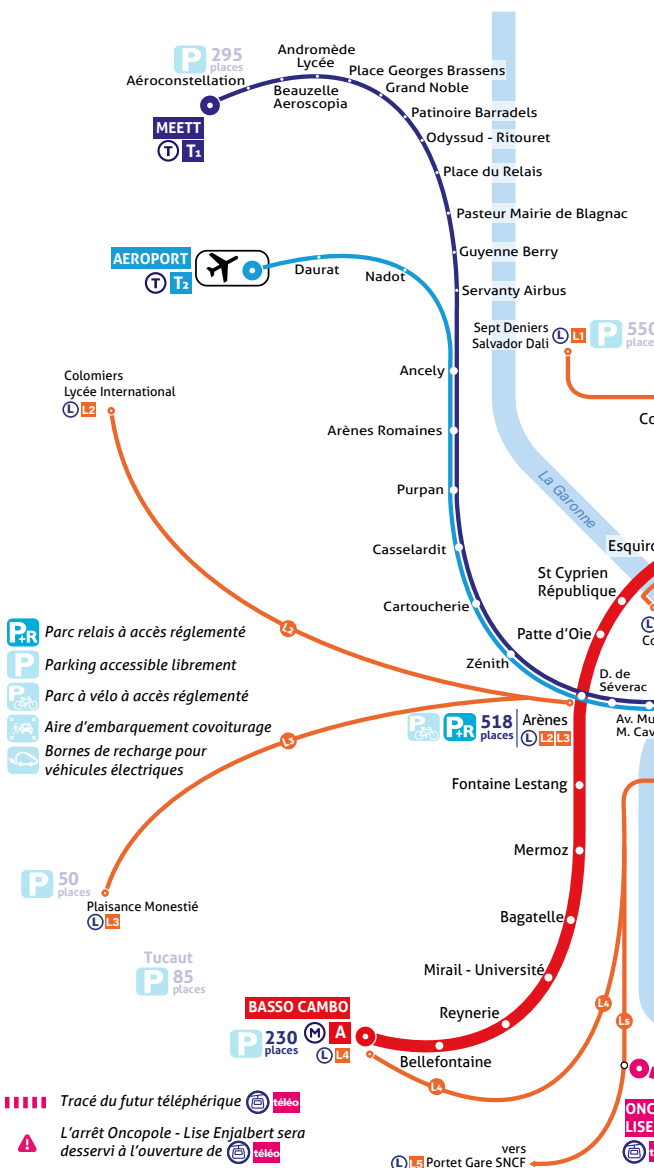 P 295
places
Andromède
Lycée
Aéroconstellation
Place Georges Brassens
Beauzelle
Aeroscopia
Grand Noble
MEETT
T T1
Patinoire Barradels
Odyssud - Ritouret
Place du Relais
Pasteur Mairie de Blagnac
Guyenne Berry
AEROPORT
T T2
Daurat
Nadot
Servanty Airbus
Sept Deniers
Salvador Dali
L L1 P 550
Ancely
Colomiers
Lycée International
L L2
Arènes Romaines
La Garonne
Purpan
Casselardit
St Cyprien
République
Cartoucherie
L2
P+R Parc relais à accès réglementé
Patte d'Oie
P Parking accessible librement
Zénith
D. de
Séverac
P Parc à vélo à accès réglementé
Aire d'embarquement covoiturage
Bornes de recharge pour
véhicules électriques
P P+R 518
places
Arènes
L L2 L3
L3
Fontaine Lestang
Mermoz
P 50
places
Plaisance Monestié
L L3
Bagatelle
Tucaut
P 85
places
Mirail - Université
BASSO CAMBO
M A
P 230
places
L L4
Reynerie
L4
L5
Bellefontaine
L4
Tracé du futur téléphérique téléo
L'arrêt Oncopole - Lise Enjalbert sera
desservi à l'ouverture de téléo
LISE
vers
L L5 Portet Gare SNCF